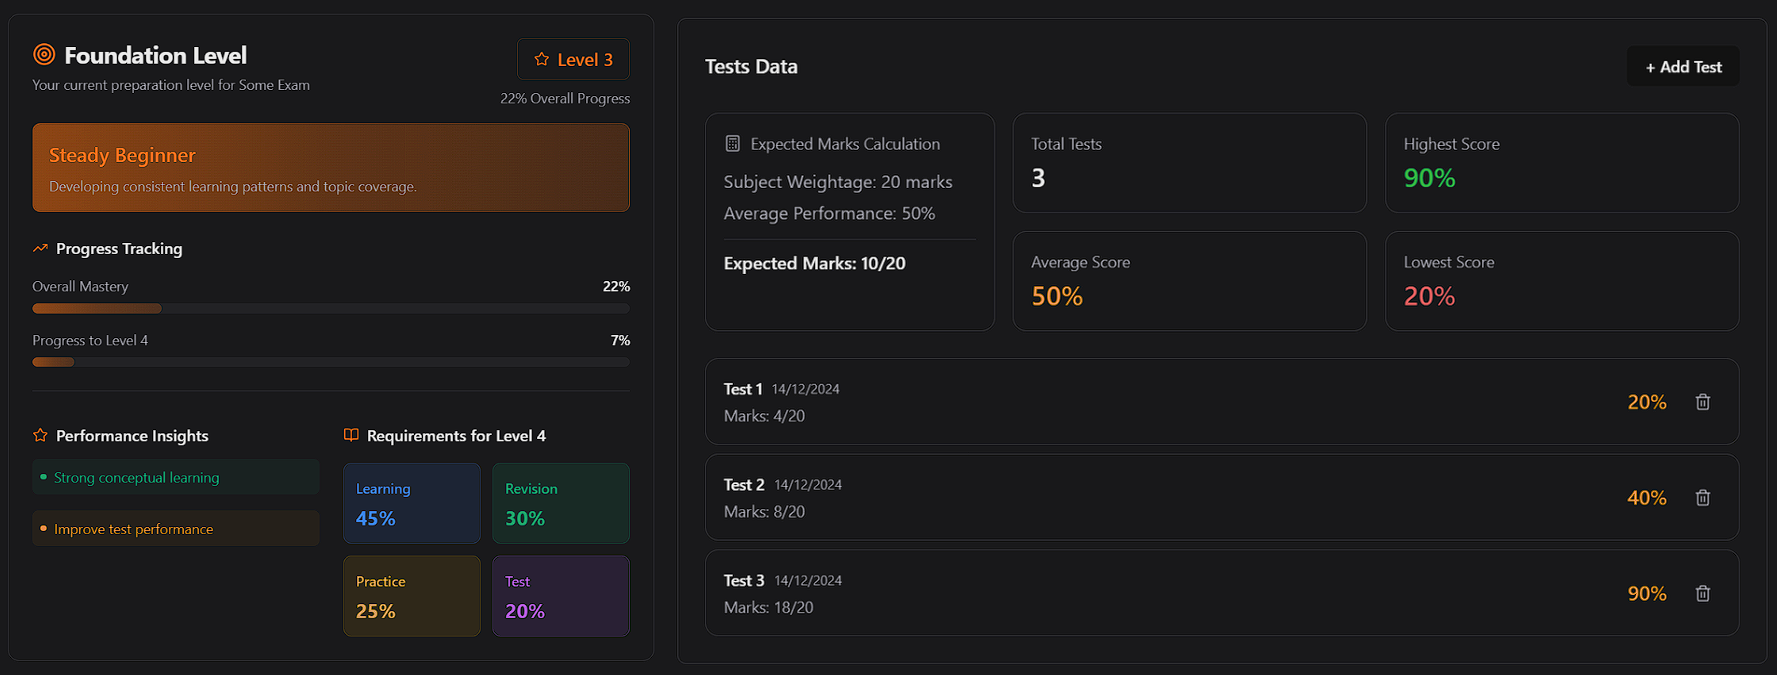 Foundation Level
Level 3
Your current preparation level for Some Exam
22% Overall Progress
Steady Beginner
Developing consistent learning patterns and topic coverage.
Progress Tracking
Overall Mastery 22%
Progress to Level 4 7%
Performance Insights
Strong conceptual learning
Improve test performance
Requirements for Level 4
Learning
45%
Revision
30%
Practice
25%
Test
20%
Tests Data
+ Add Test
Expected Marks Calculation
Subject Weightage: 20 marks
Average Performance: 50%
Expected Marks: 10/20
Total Tests
3
Highest Score
90%
Average Score
50%
Lowest Score
20%
Test 1 14/12/2024
Marks: 4/20
20%
Test 2 14/12/2024
Marks: 8/20
40%
Test 3 14/12/2024
Marks: 18/20
90%